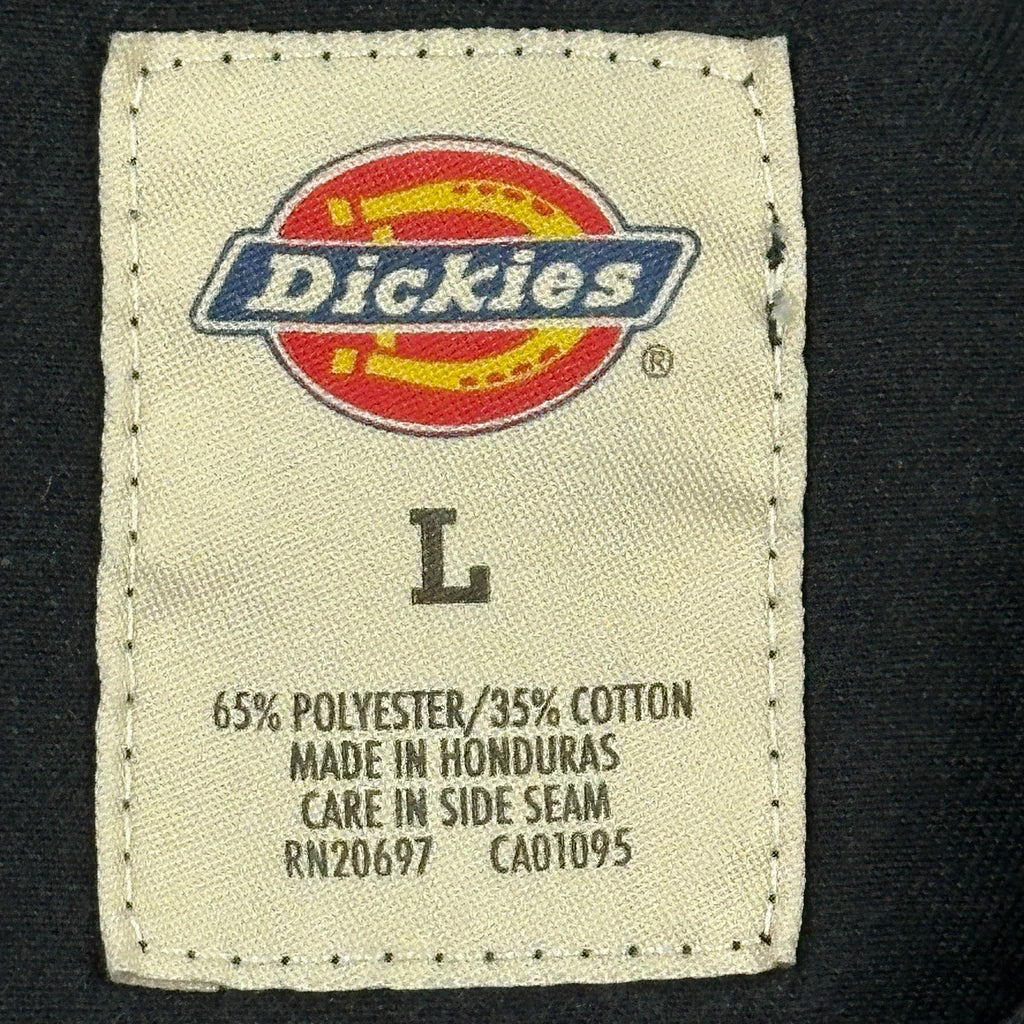 Dickies
®
L
65% POLYESTER/35% COTTON
MADE IN HONDURAS
CARE IN SIDE SEAM
RN20697 CA01095